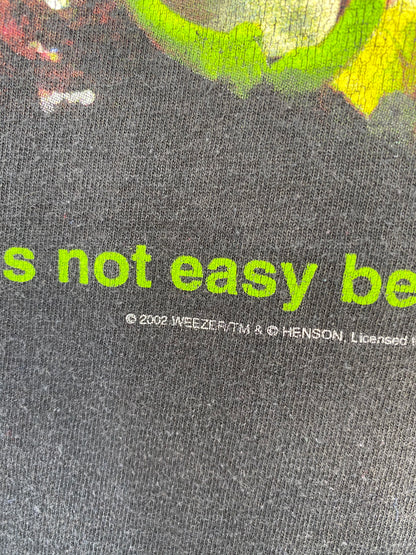 s not easy be
© 2002 WEEZER/TM & © HENSON. Licensed